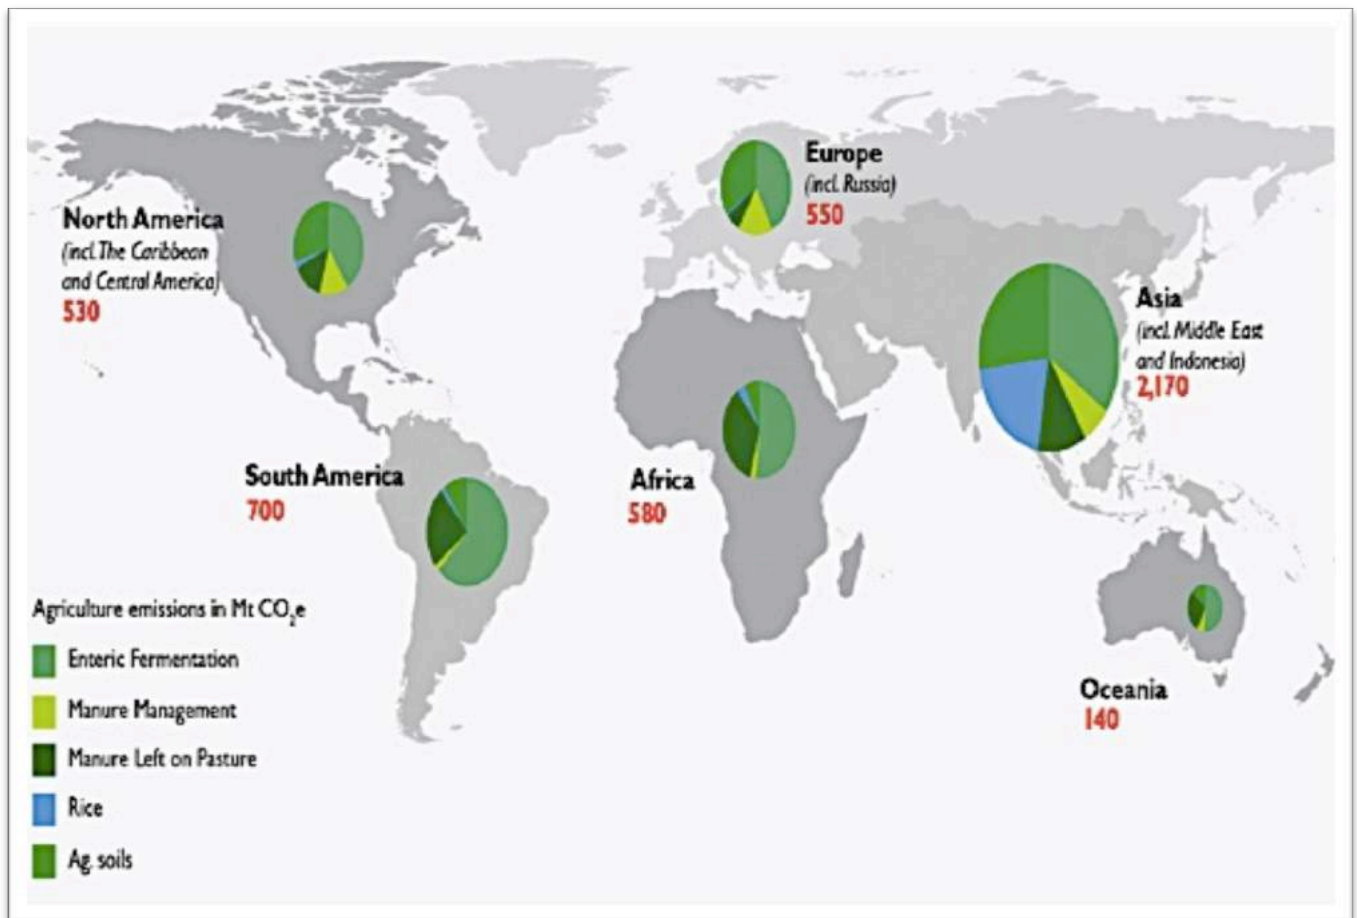 North America
(incl. The Caribbean
and Central America)
530
Europe
(incl. Russia)
550
Asia
(incl. Middle East
and Indonesia)
2,170
South America
700
Africa
580
Oceania
140
Agriculture emissions in Mt CO₂e
Enteric Fermentation
Manure Management
Manure Left on Pasture
Rice
Ag. soils